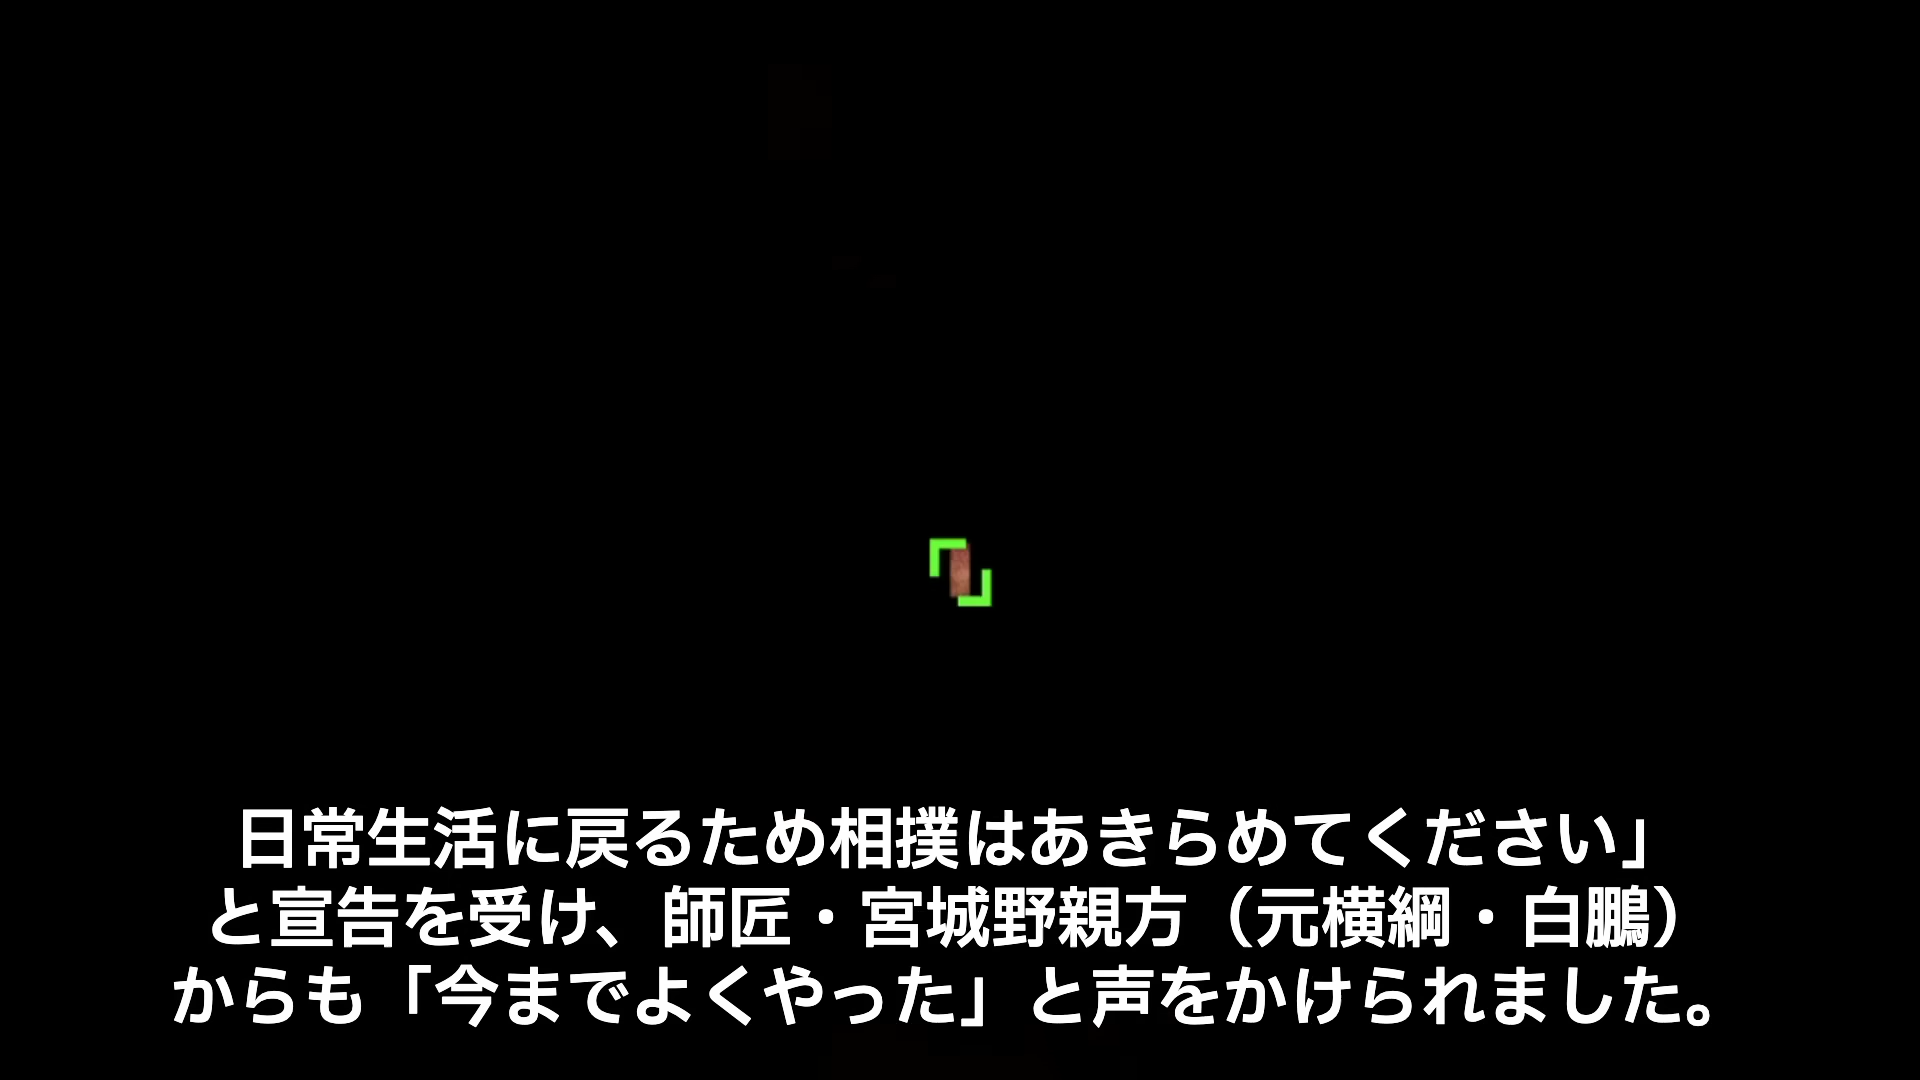 日常生活に戻るため相撲はあきらめてください」
と宣告を受け、師匠・宮城野親方（元横綱・白鵬）
からも「今までよくやった」と声をかけられました。